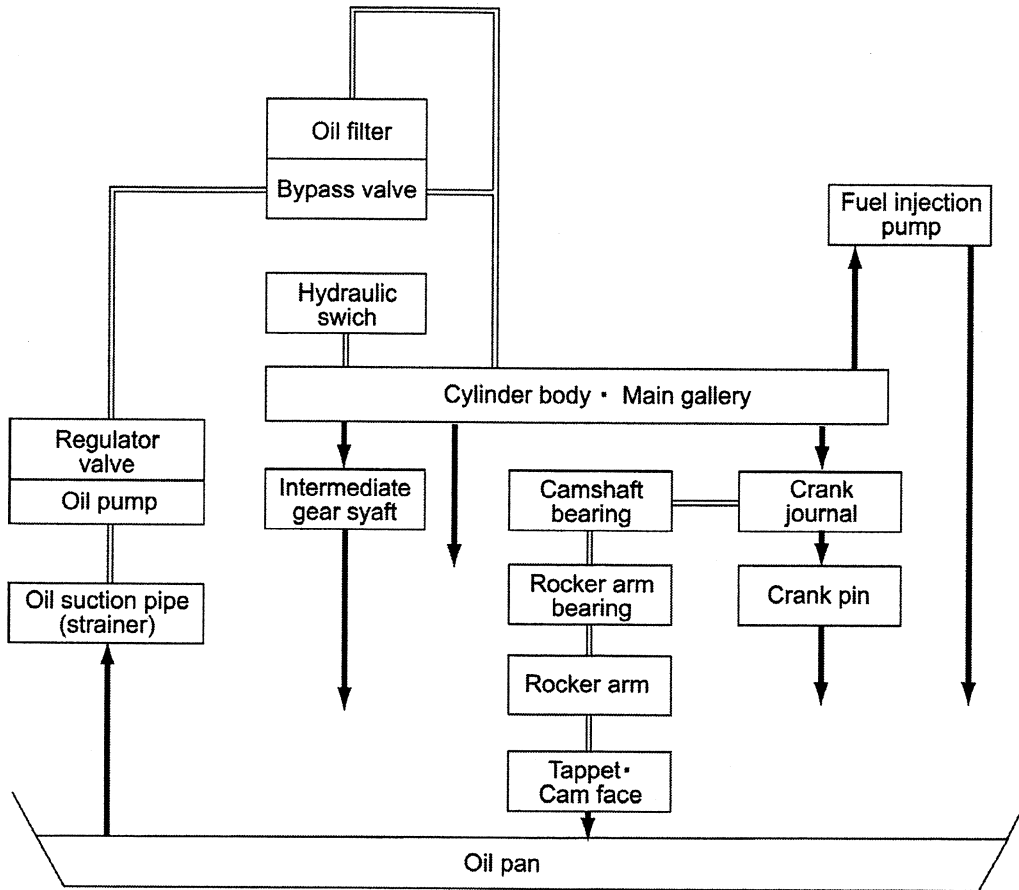 Oil filter
Bypass valve
Fuel injection
pump
Hydraulic
swich
Cylinder body・ Main gallery
Regulator
valve
Oil pump
Intermediate
gear syaft
Camshaft
bearing
Crank
journal
Oil suction pipe
(strainer)
Rocker arm
bearing
Crank pin
Rocker arm
Tappet・
Cam face
Oil pan